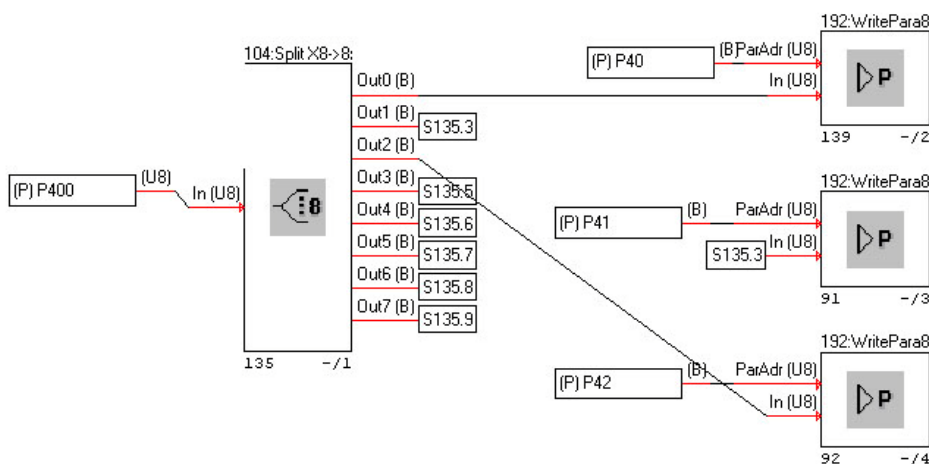 192:WritePara8
104:Split X8->8:
(P) P40
(B)
ParAdr (U8)
Out0 (B)
In (U8)
Out1 (B)
S135.3
139
-/2
Out2 (B)
(P) P400
(U8)
In (U8)
8
Out3 (B)
S135.5
192:WritePara8
Out4 (B)
S135.6
(P) P41
(B)
ParAdr (U8)
Out5 (B)
S135.7
S135.3
In (U8)
Out6 (B)
S135.8
Out7 (B)
S135.9
91
-/3
135
-/1
192:WritePara8
(P) P42
(B)
ParAdr (U8)
In (U8)
92
-/4
P
P
P